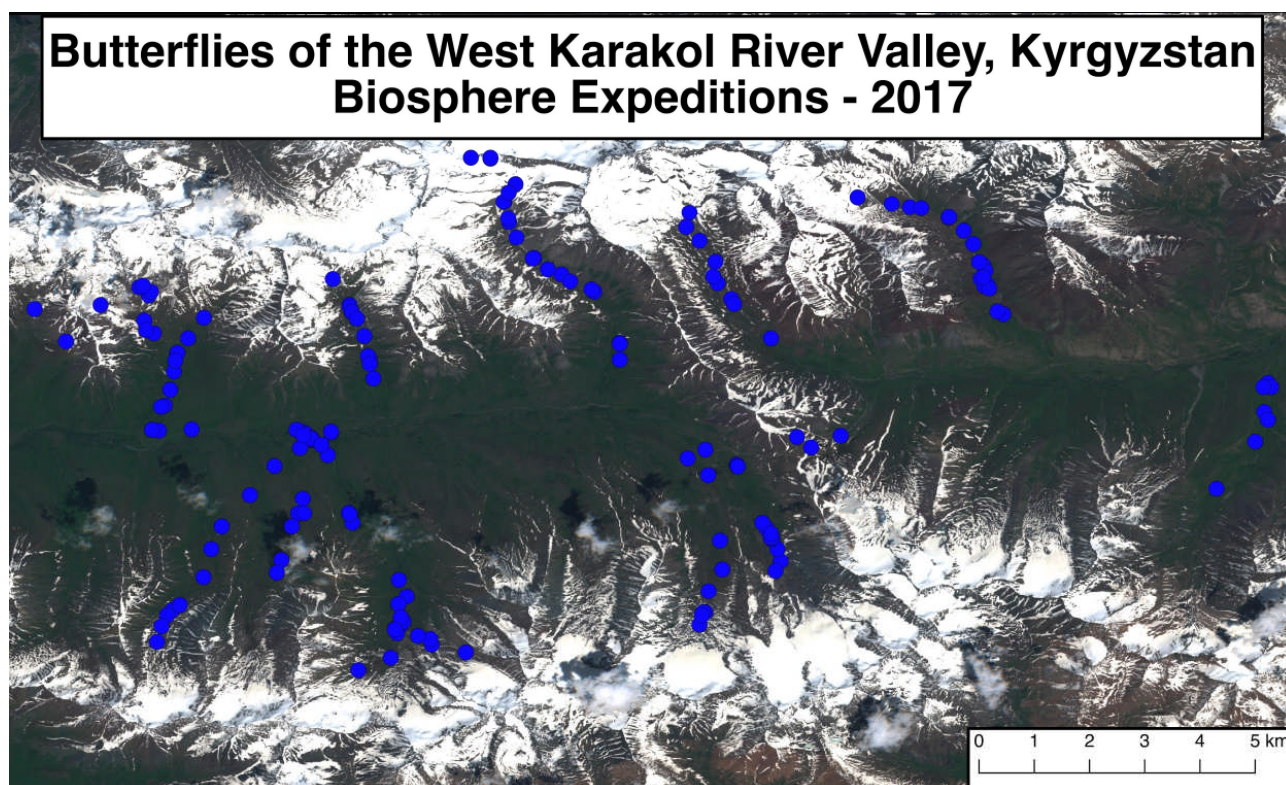 Butterflies of the West Karakol River Valley, Kyrgyzstan
Biosphere Expeditions - 2017
0 1 2 3 4 5 km